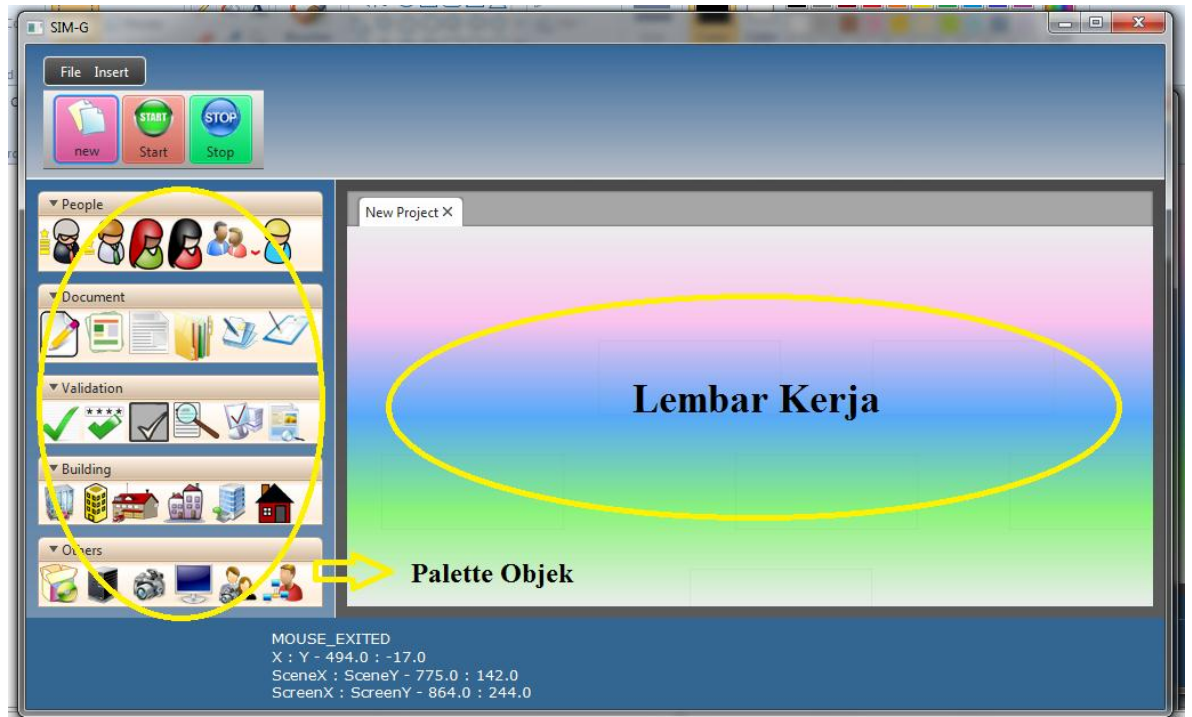 SIM-G
File Insert
START
STOP
new Start Stop
People
New Project
Document
Lembar Kerja
Validation
****
Building
Others
Palette Objek
MOUSE_EXITED
X : Y - 494.0 : -17.0
SceneX : SceneY - 775.0 : 142.0
ScreenX : ScreenY - 864.0 : 244.0